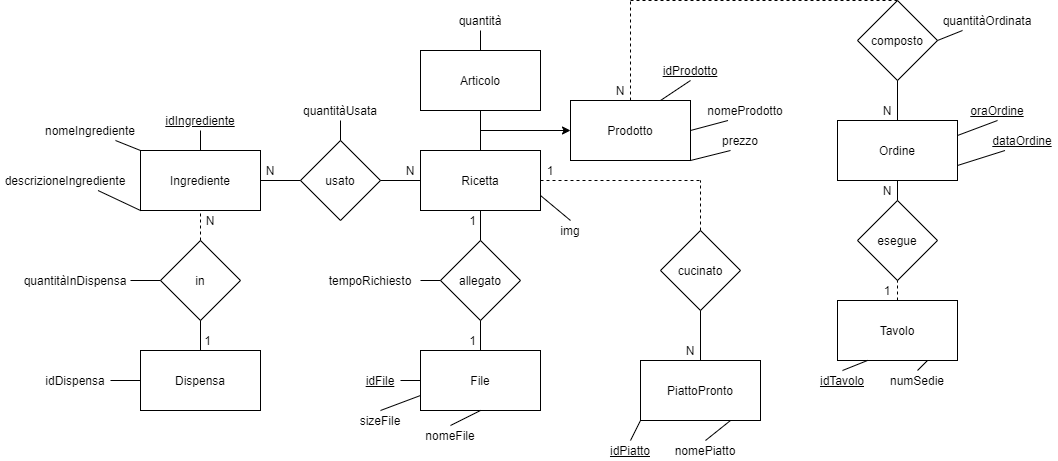 quantità
quantitàOrdinata
composto
Articolo
idProdotto
N
quantitàUsata
nomeProdotto
N
oraOrdine
idIngrediente
nomeIngrediente
Prodotto
prezzo
dataOrdine
Ordine
N
N
1
descrizioneIngrediente
Ingrediente
usato
Ricetta
N
N
1
img
esegue
quantitàInDispensa
in
tempoRichiesto
allegato
cucinato
1
Tavolo
1
1
N
idDispensa
Dispensa
idFile
File
idTavolo
numSedie
PiattoPronto
sizeFile
nomeFile
idPiatto
nomePiatto